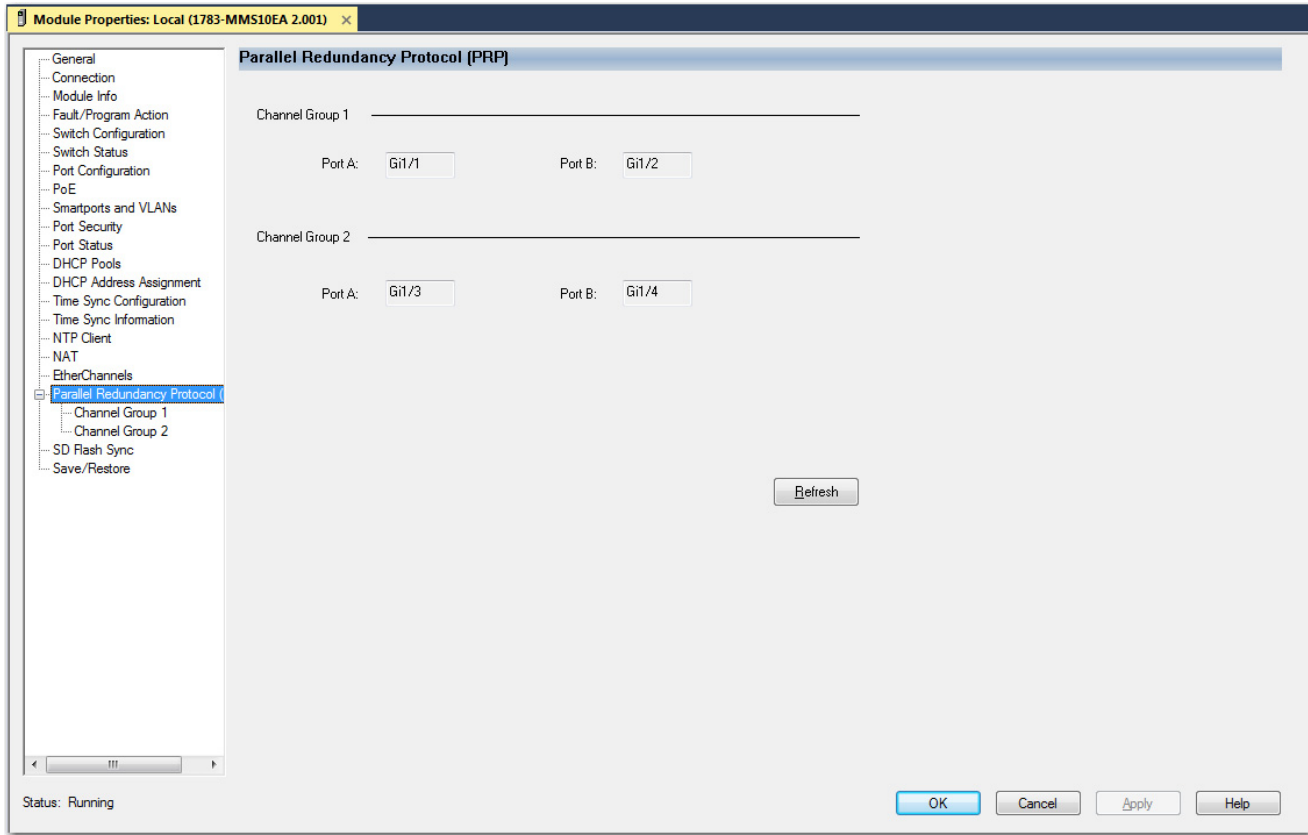 Module Properties: Local (1783-MMS10EA 2.001) ×
General
Connection
Module Info
Fault/Program Action
Switch Configuration
Switch Status
Port Configuration
PoE
Smartports and VLANs
Port Security
Port Status
DHCP Pools
DHCP Address Assignment
Time Sync Configuration
Time Sync Information
NTP Client
NAT
EtherChannels
Parallel Redundancy Protocol (
Channel Group 1
Channel Group 2
SD Flash Sync
Save/Restore
Parallel Redundancy Protocol (PRP)
Channel Group 1
Port A: Gi1/1 Port B: Gi1/2
Channel Group 2
Port A: Gi1/3 Port B: Gi1/4
Refresh
Status: Running
OK Cancel Apply Help